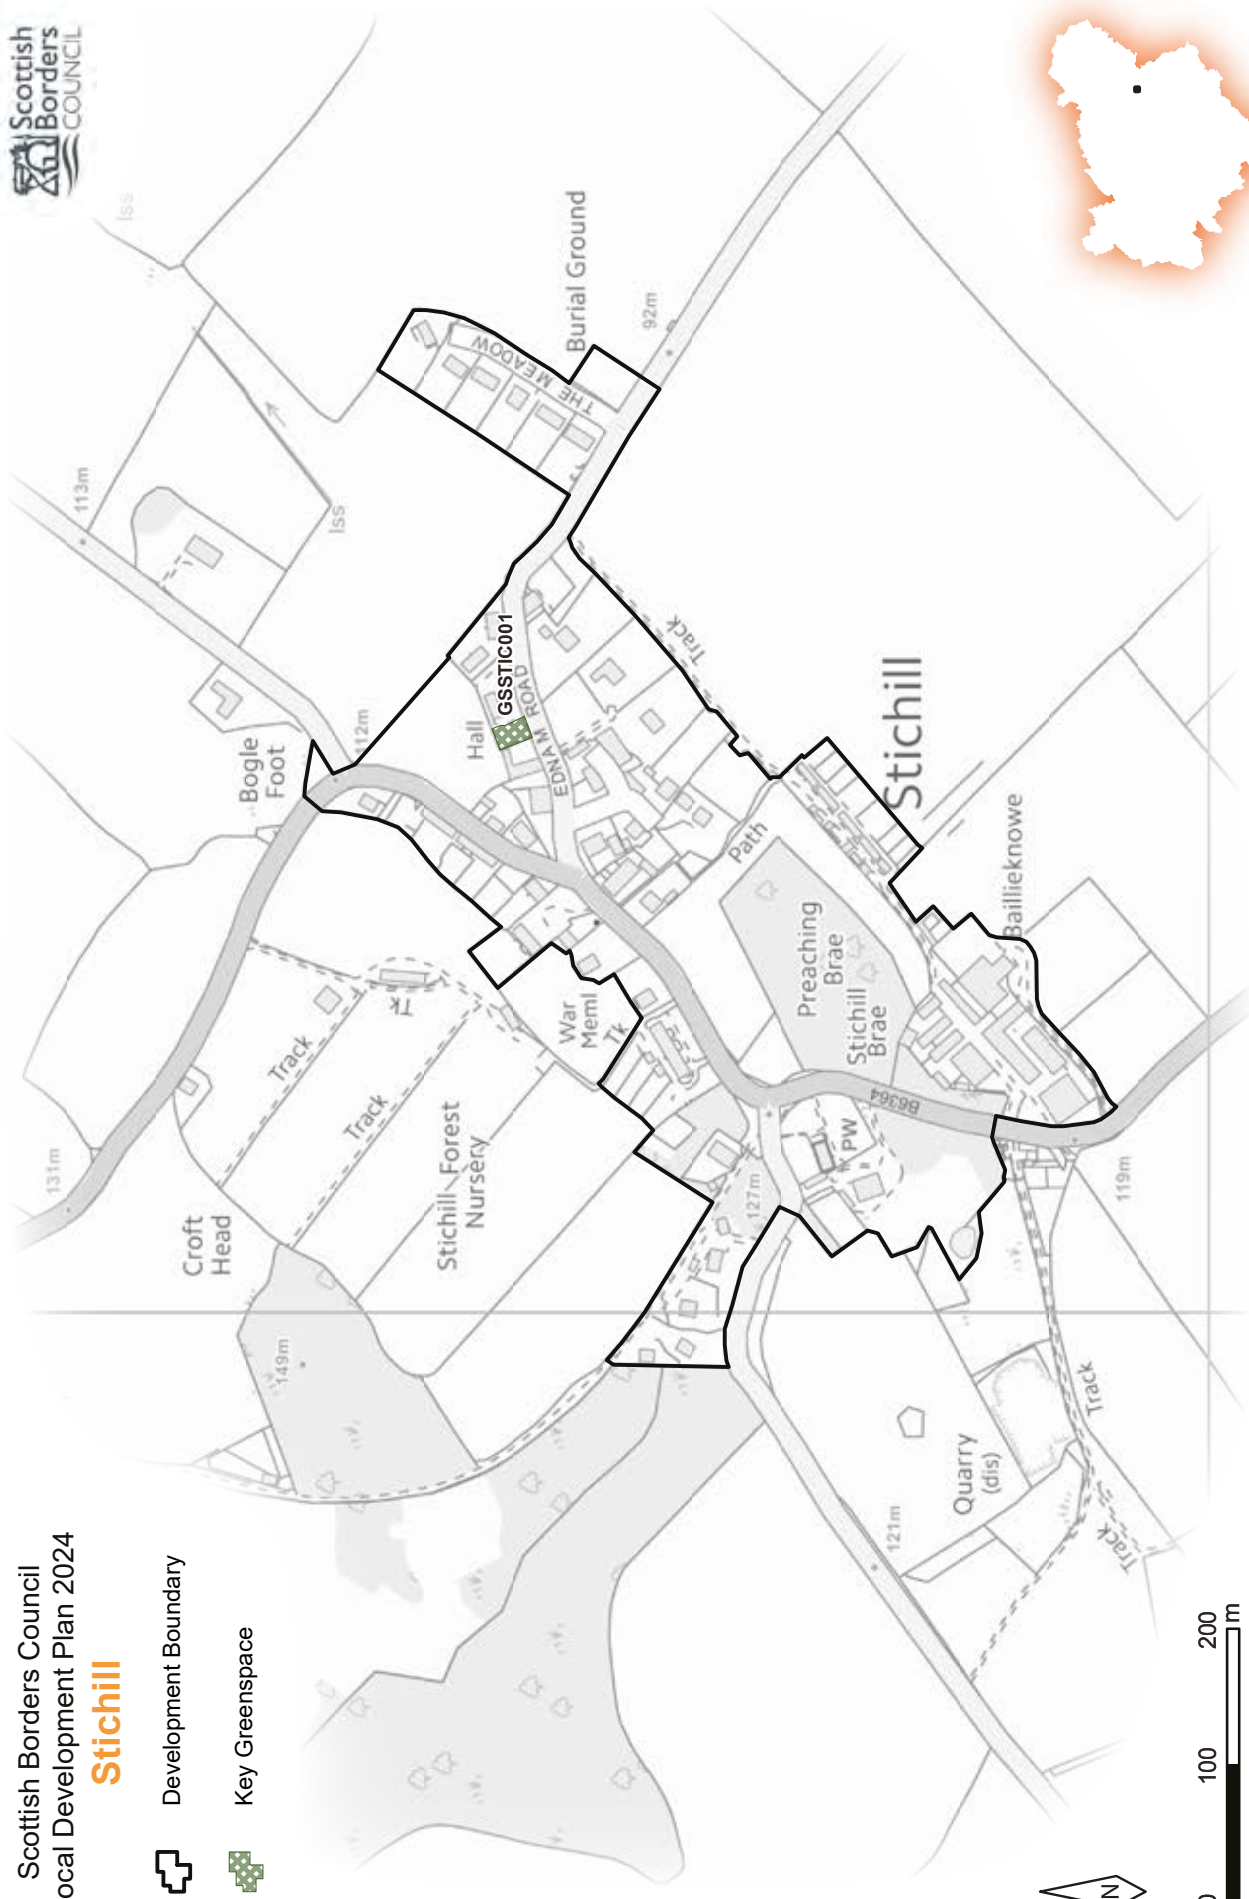 Scottish Borders Council
ocal Development Plan 2024
Stichill
Development Boundary
Key Greenspace
Scottish
Borders
COUNCIL
131m
Croft
Head
149m
Track
Track
Tk
Stichill Forest
Nursery
Bogle
Foot
113m
112m
Iss
Iss
Hall
GSSTIC001
EDNAM ROAD
THE MEADOW
Burial Ground
92m
War
Meml
Tk
127m
PW
B6364
Path
Track
Preaching
Brae
Stichill
Brae
Stichill
Baillieknowe
119m
Quarry
(dis)
121m
Track
Track
N
0
100
200
m